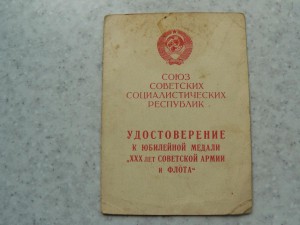 СОЮЗ
СОВЕТСКИХ
СОЦИАЛИСТИЧЕСКИХ
РЕСПУБЛИК
УДОСТОВЕРЕНИЕ
К ЮБИЛЕЙНОЙ МЕДАЛИ
„XXX лет СОВЕТСКОЙ АРМИИ
и ФЛОТА“